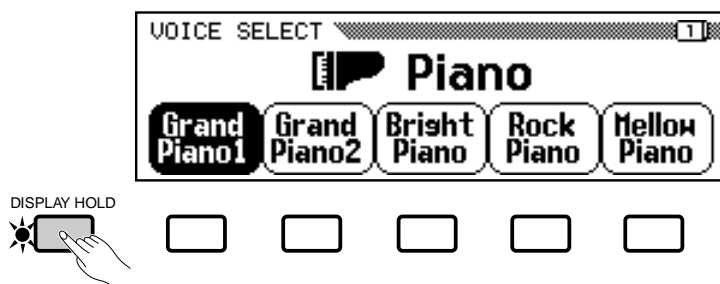 VOICE SELECT 1
Piano
Grand Grand Bright Rock Mellow
Piano1 Piano2 Piano Piano Piano
DISPLAY HOLD